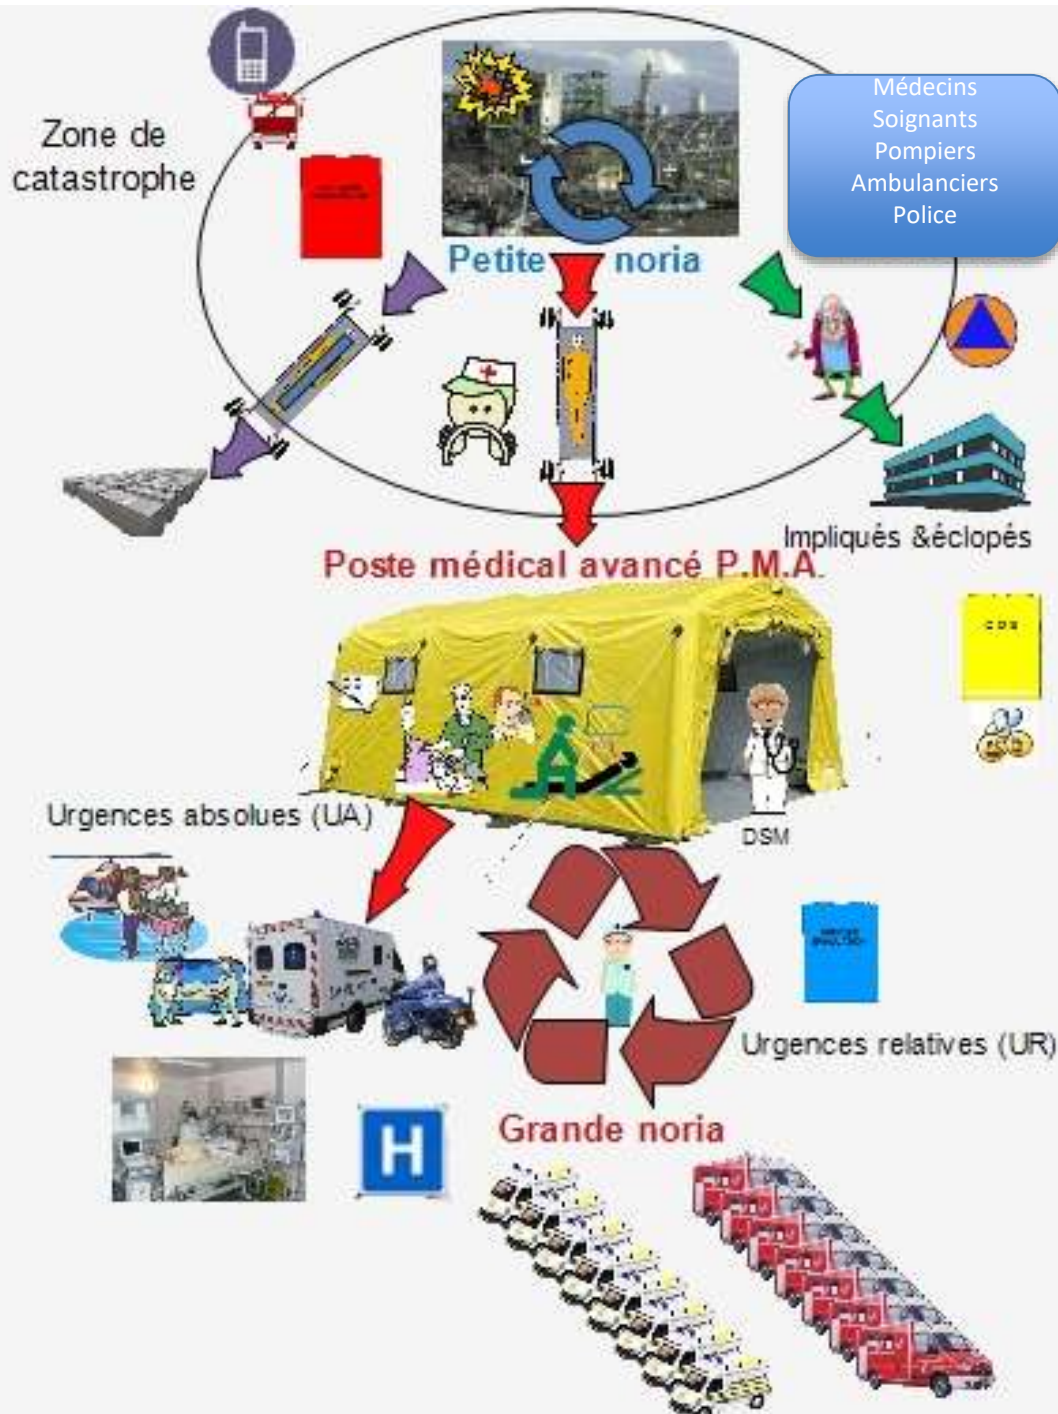 Médecins
Soignants
Pompiers
Ambulanciers
Police
Zone de
catastrophe
Petite noria
Impliqués &éclopés
Poste médical avancé P.M.A.
Urgences absolues (UA)
DSM
Urgences relatives (UR)
H
Grande noria